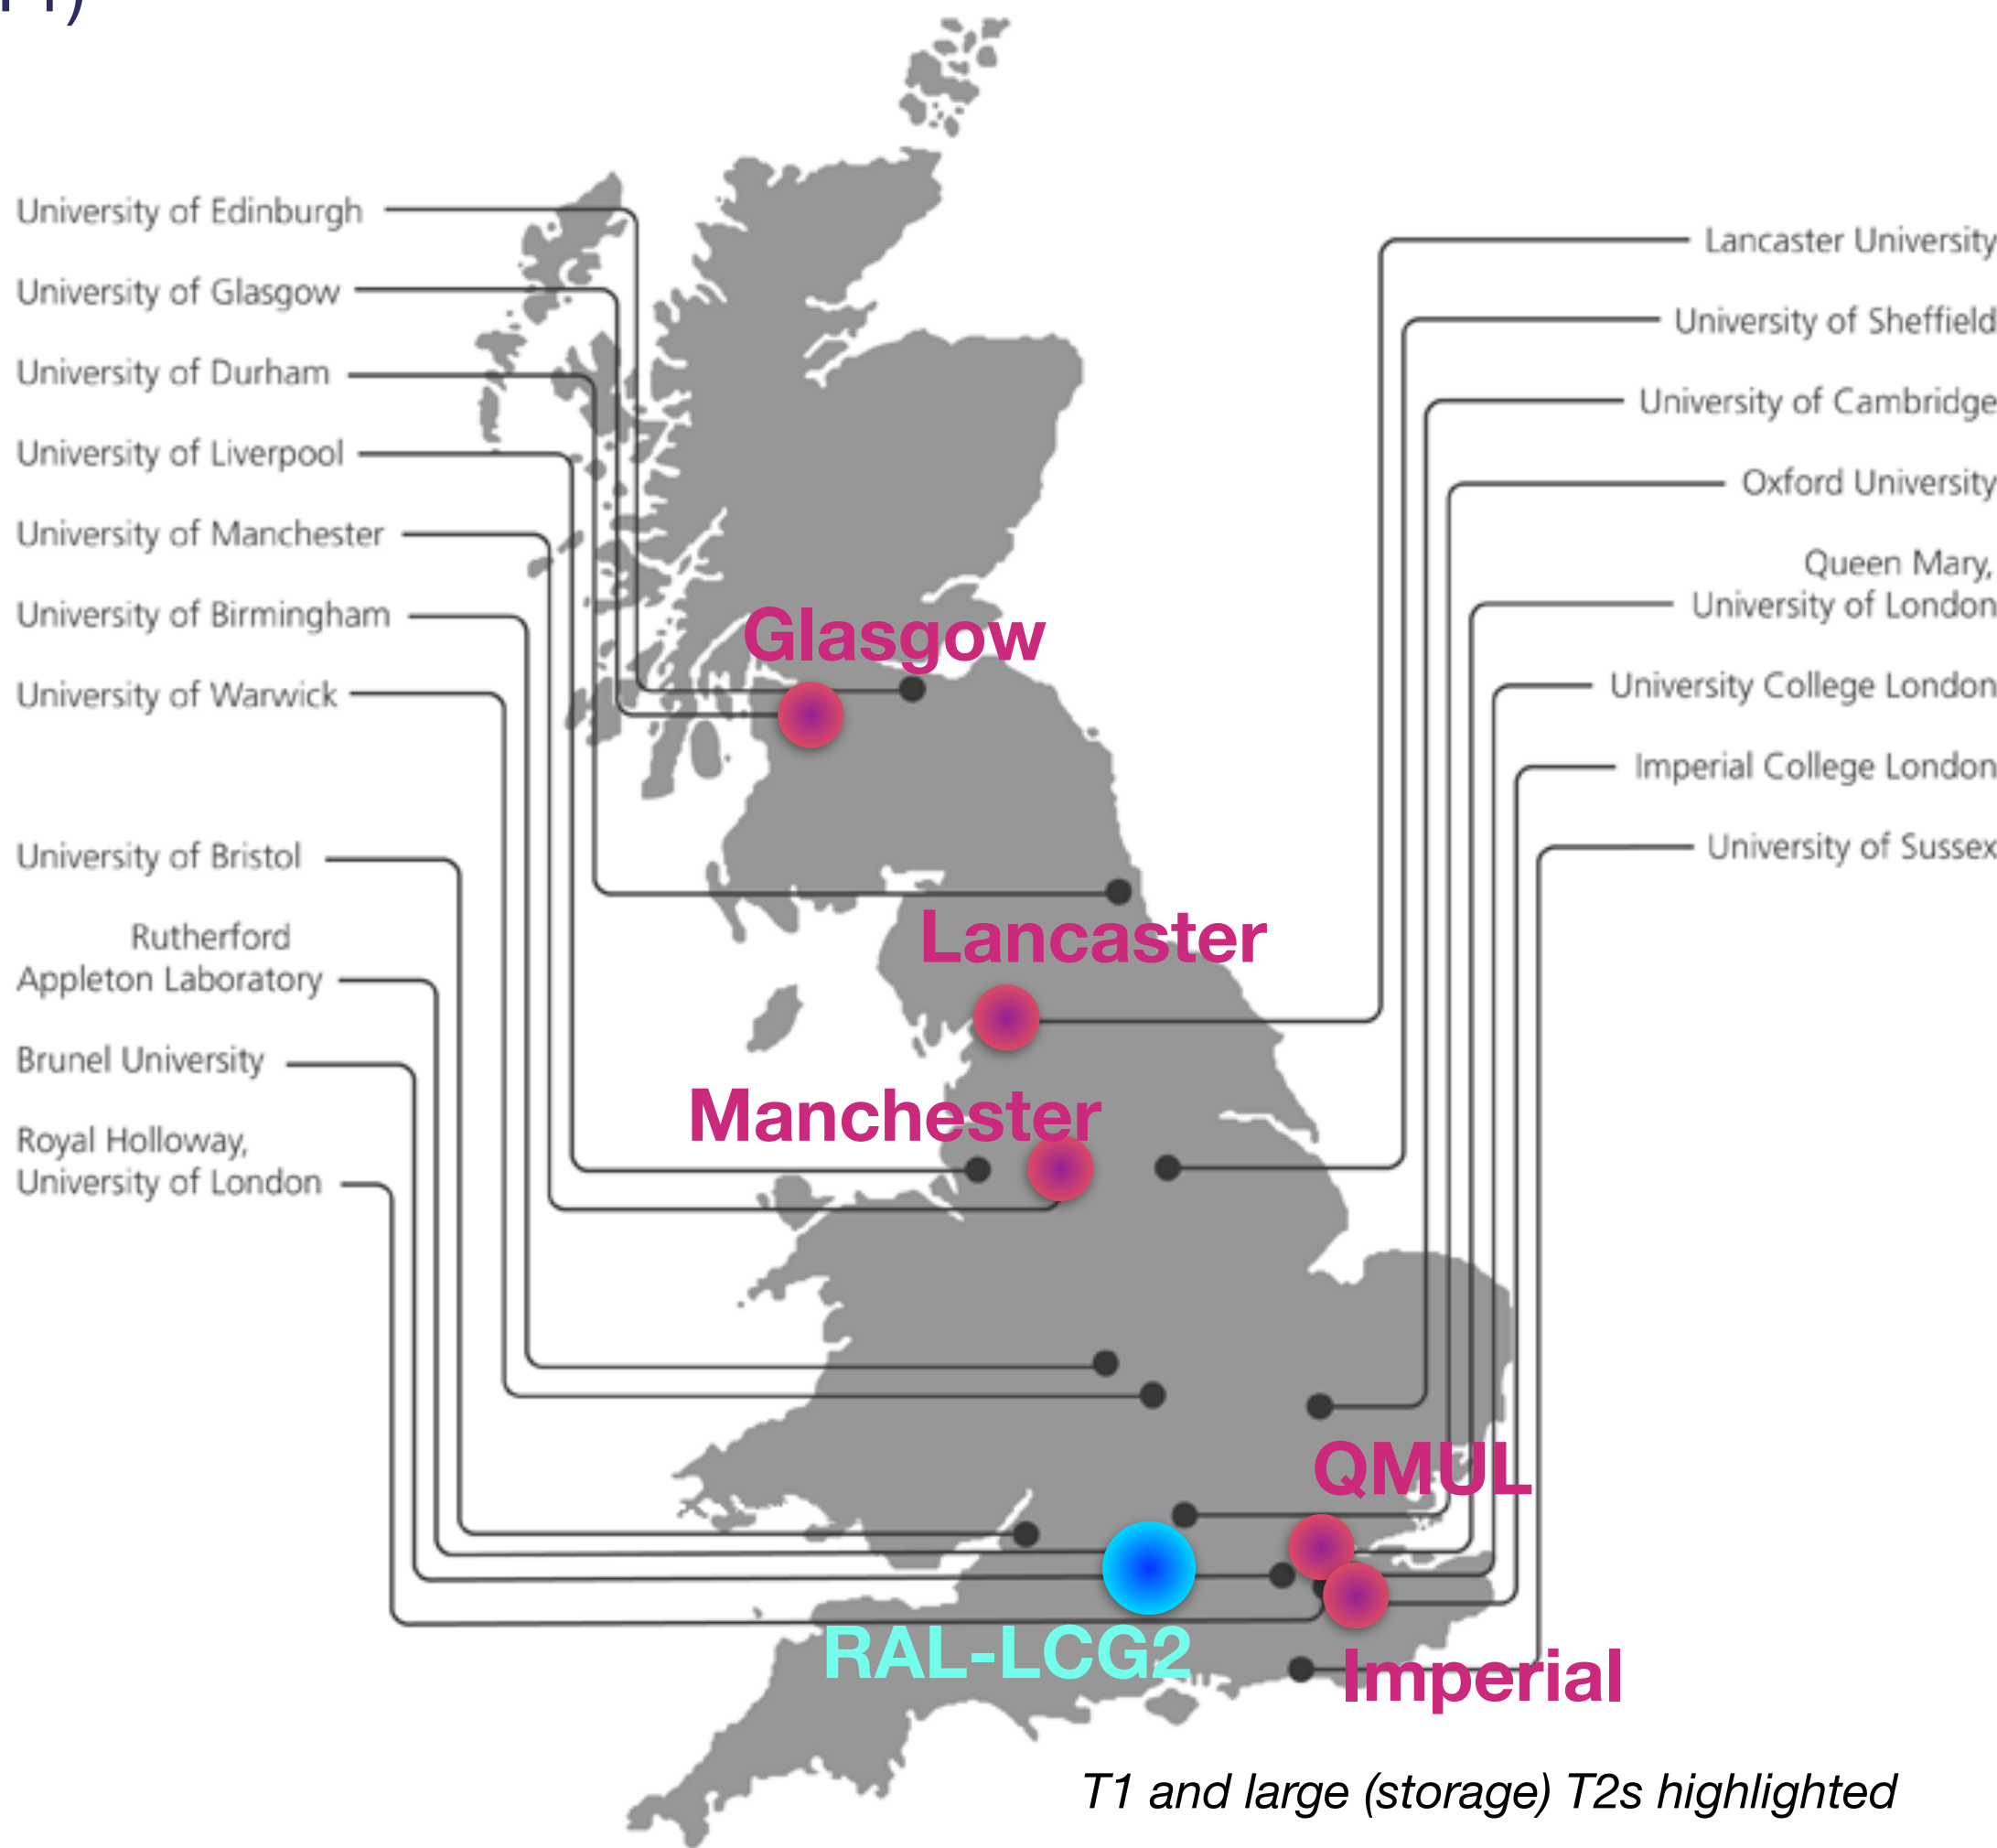 University of Edinburgh
University of Glasgow
University of Durham
University of Liverpool
University of Manchester
University of Birmingham
University of Warwick
University of Bristol
Rutherford
Appleton Laboratory
Brunel University
Royal Holloway,
University of London
Lancaster University
University of Sheffield
University of Cambridge
Oxford University
Queen Mary,
University of London
University College London
Imperial College London
University of Sussex
Glasgow
Lancaster
Manchester
QMUL
RAL-LCG2
Imperial
T1 and large (storage) T2s highlighted